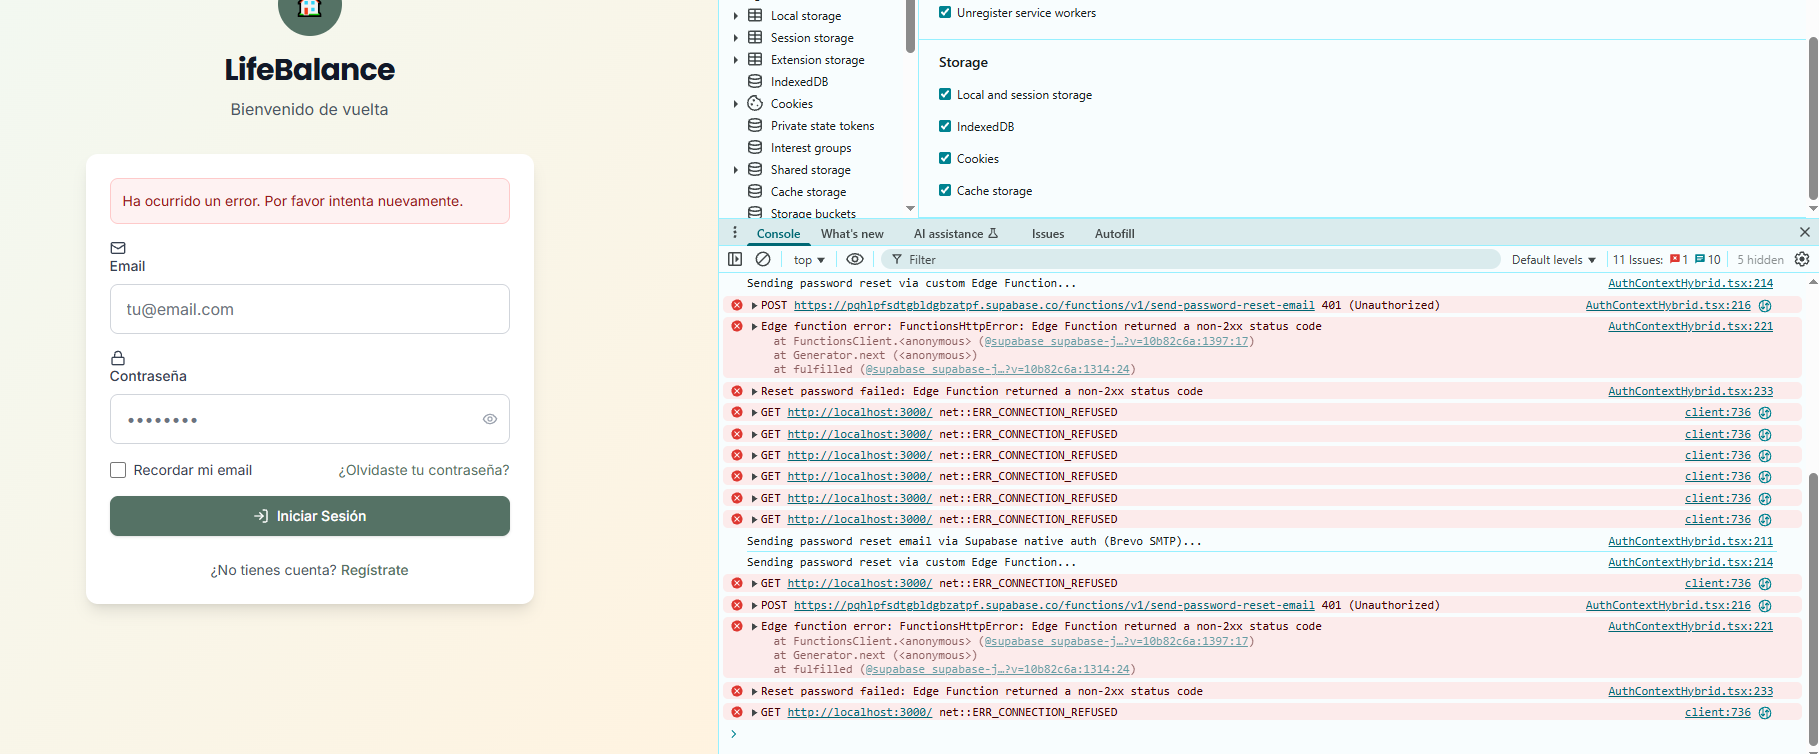 LifeBalance
Bienvenido de vuelta
Ha ocurrido un error. Por favor intenta nuevamente.
Email
tu@email.com
Contraseña
••••••••
Recordar mi email
¿Olvidaste tu contraseña?
Iniciar Sesión
¿No tienes cuenta? Regístrate
Local storage
Session storage
Extension storage
IndexedDB
Cookies
Private state tokens
Interest groups
Shared storage
Cache storage
Storage buckets
Unregister service workers
Storage
Local and session storage
IndexedDB
Cookies
Cache storage
Console What's new AI assistance Issues Autofill
top Filter Default levels 11 Issues: 1 10 5 hidden
Sending password reset via custom Edge Function... AuthContextHybrid.tsx:214
POST https://pqhlpfsdtgbldgbzatpf.supabase.co/functions/v1/send-password-reset-email 401 (Unauthorized) AuthContextHybrid.tsx:216
Edge function error: FunctionsHttpError: Edge Function returned a non-2xx status code AuthContextHybrid.tsx:221
at FunctionsClient.<anonymous> (@supabase_supabase-j…?v=10b82c6a:1397:17)
at Generator.next (<anonymous>)
at fulfilled (@supabase_supabase-j…?v=10b82c6a:1314:24)
Reset password failed: Edge Function returned a non-2xx status code AuthContextHybrid.tsx:233
GET http://localhost:3000/ net::ERR_CONNECTION_REFUSED client:736
GET http://localhost:3000/ net::ERR_CONNECTION_REFUSED client:736
GET http://localhost:3000/ net::ERR_CONNECTION_REFUSED client:736
GET http://localhost:3000/ net::ERR_CONNECTION_REFUSED client:736
GET http://localhost:3000/ net::ERR_CONNECTION_REFUSED client:736
GET http://localhost:3000/ net::ERR_CONNECTION_REFUSED client:736
Sending password reset email via Supabase native auth (Brevo SMTP)... AuthContextHybrid.tsx:211
Sending password reset via custom Edge Function... AuthContextHybrid.tsx:214
GET http://localhost:3000/ net::ERR_CONNECTION_REFUSED client:736
POST https://pqhlpfsdtgbldgbzatpf.supabase.co/functions/v1/send-password-reset-email 401 (Unauthorized) AuthContextHybrid.tsx:216
Edge function error: FunctionsHttpError: Edge Function returned a non-2xx status code AuthContextHybrid.tsx:221
at FunctionsClient.<anonymous> (@supabase_supabase-j…?v=10b82c6a:1397:17)
at Generator.next (<anonymous>)
at fulfilled (@supabase_supabase-j…?v=10b82c6a:1314:24)
Reset password failed: Edge Function returned a non-2xx status code AuthContextHybrid.tsx:233
GET http://localhost:3000/ net::ERR_CONNECTION_REFUSED client:736